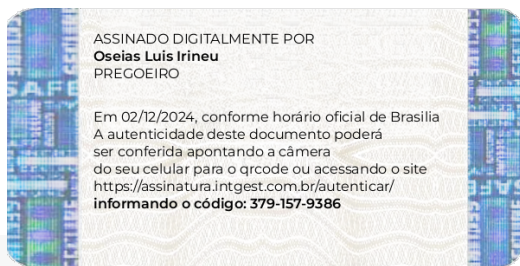 ASSINADO DIGITALMENTE POR
Oseias Luis Irineu
PREGOEIRO
Em 02/12/2024, conforme horário oficial de Brasilia
A autenticidade deste documento poderá
ser conferida apontando a câmera
do seu celular para o qrcode ou acessando o site
https://assinatura.intgest.com.br/autenticar/
informando o código: 379-157-9386